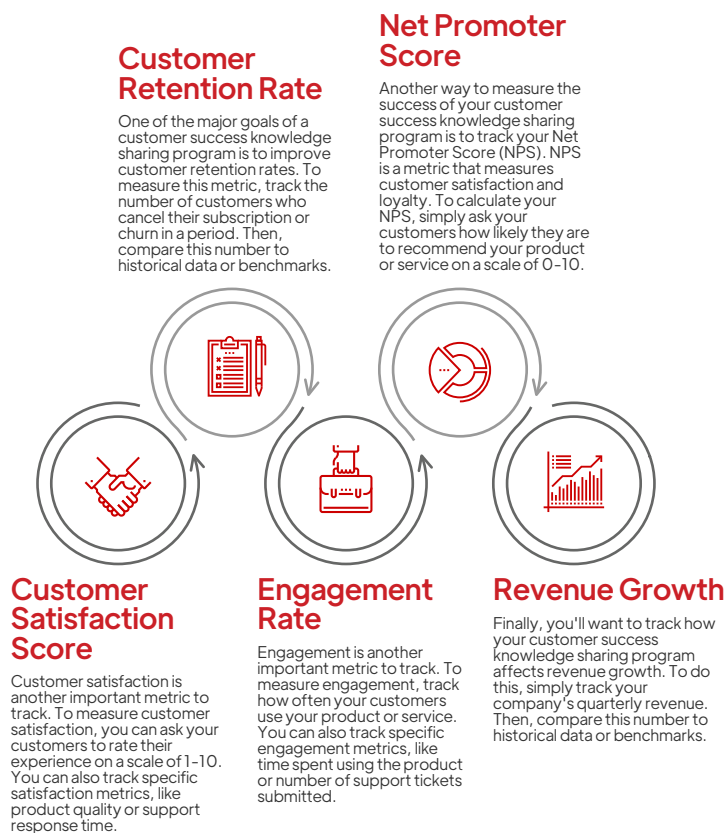 Customer
Retention Rate
One of the major goals of a
customer success knowledge
sharing program is to improve
customer retention rates. To
measure this metric, track the
number of customers who
cancel their subscription or
churn in a period. Then,
compare this number to
historical data or benchmarks.
Net Promoter
Score
Another way to measure the
success of your customer
success knowledge sharing
program is to track your Net
Promoter Score (NPS). NPS
is a metric that measures
customer satisfaction and
loyalty. To calculate your
NPS, simply ask your
customers how likely they are
to recommend your product
or service on a scale of 0-10.
Customer
Satisfaction
Score
Customer satisfaction is
another important metric to
track. To measure customer
satisfaction, you can ask your
customers to rate their
experience on a scale of 1-10.
You can also track specific
satisfaction metrics, like
product quality or support
response time.
Engagement
Rate
Engagement is another
important metric to track. To
measure engagement, track
how often your customers
use your product or service.
You can also track specific
engagement metrics, like
time spent using the product
or number of support tickets
submitted.
Revenue Growth
Finally, you'll want to track how
your customer success
knowledge sharing program
affects revenue growth. To do
this, simply track your
company's quarterly revenue.
Then, compare this number to
historical data or benchmarks.